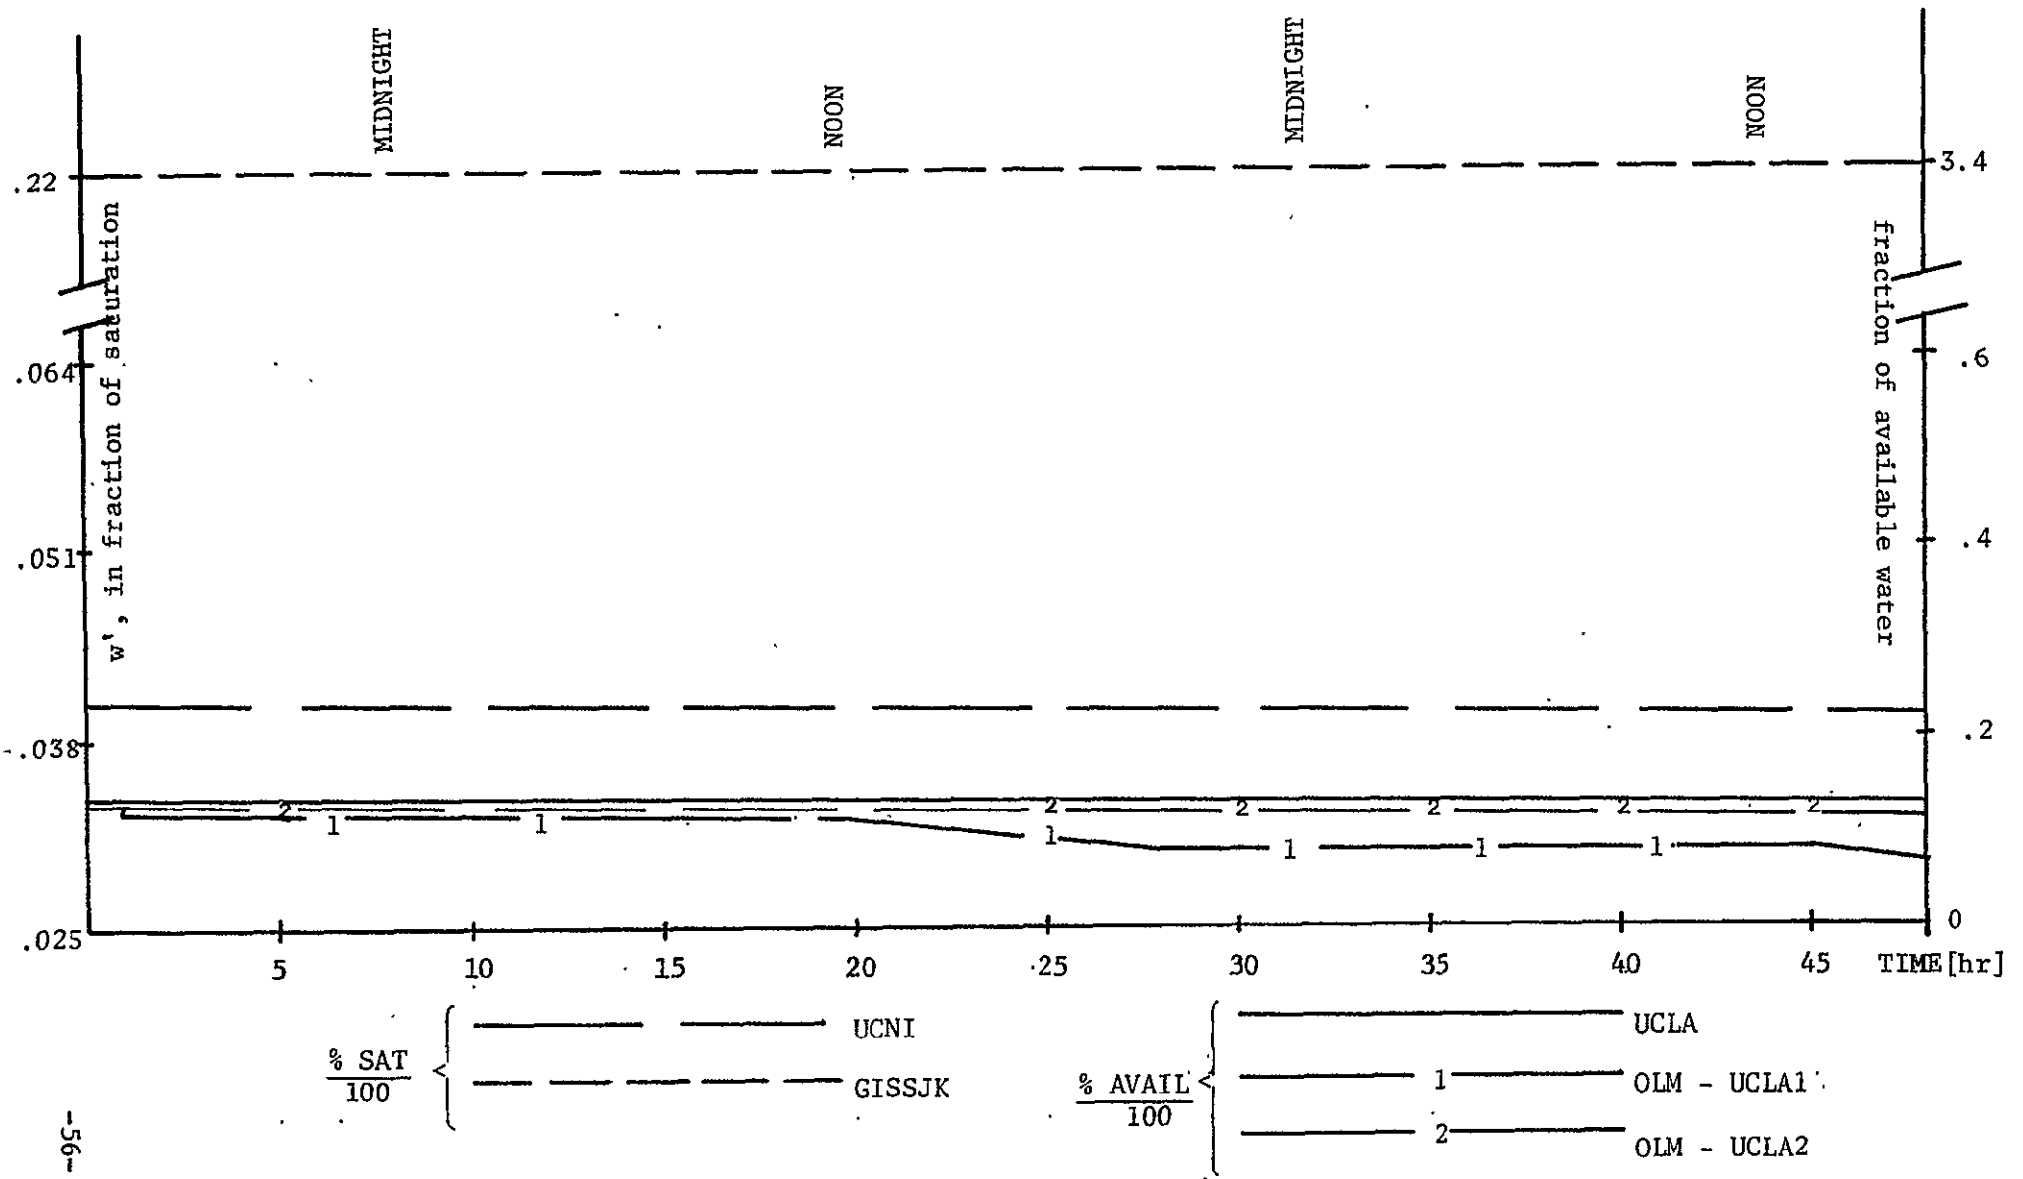 MIDNIGHT
NOON
MIDNIGHT
NOON
.22
3.4
w', in fraction of saturation
fraction of available water
.064
.6
.051
.4
.038
.2
2
2
2
2
2
2
1
1
1
1
1
1
.025
0
5
10
15
20
25
30
35
40
45
TIME[hr]
% SAT
100
UCNI
GISSJK
% AVAIL
100
UCLA
1
OLM - UCLA1
2
OLM - UCLA2
-56-